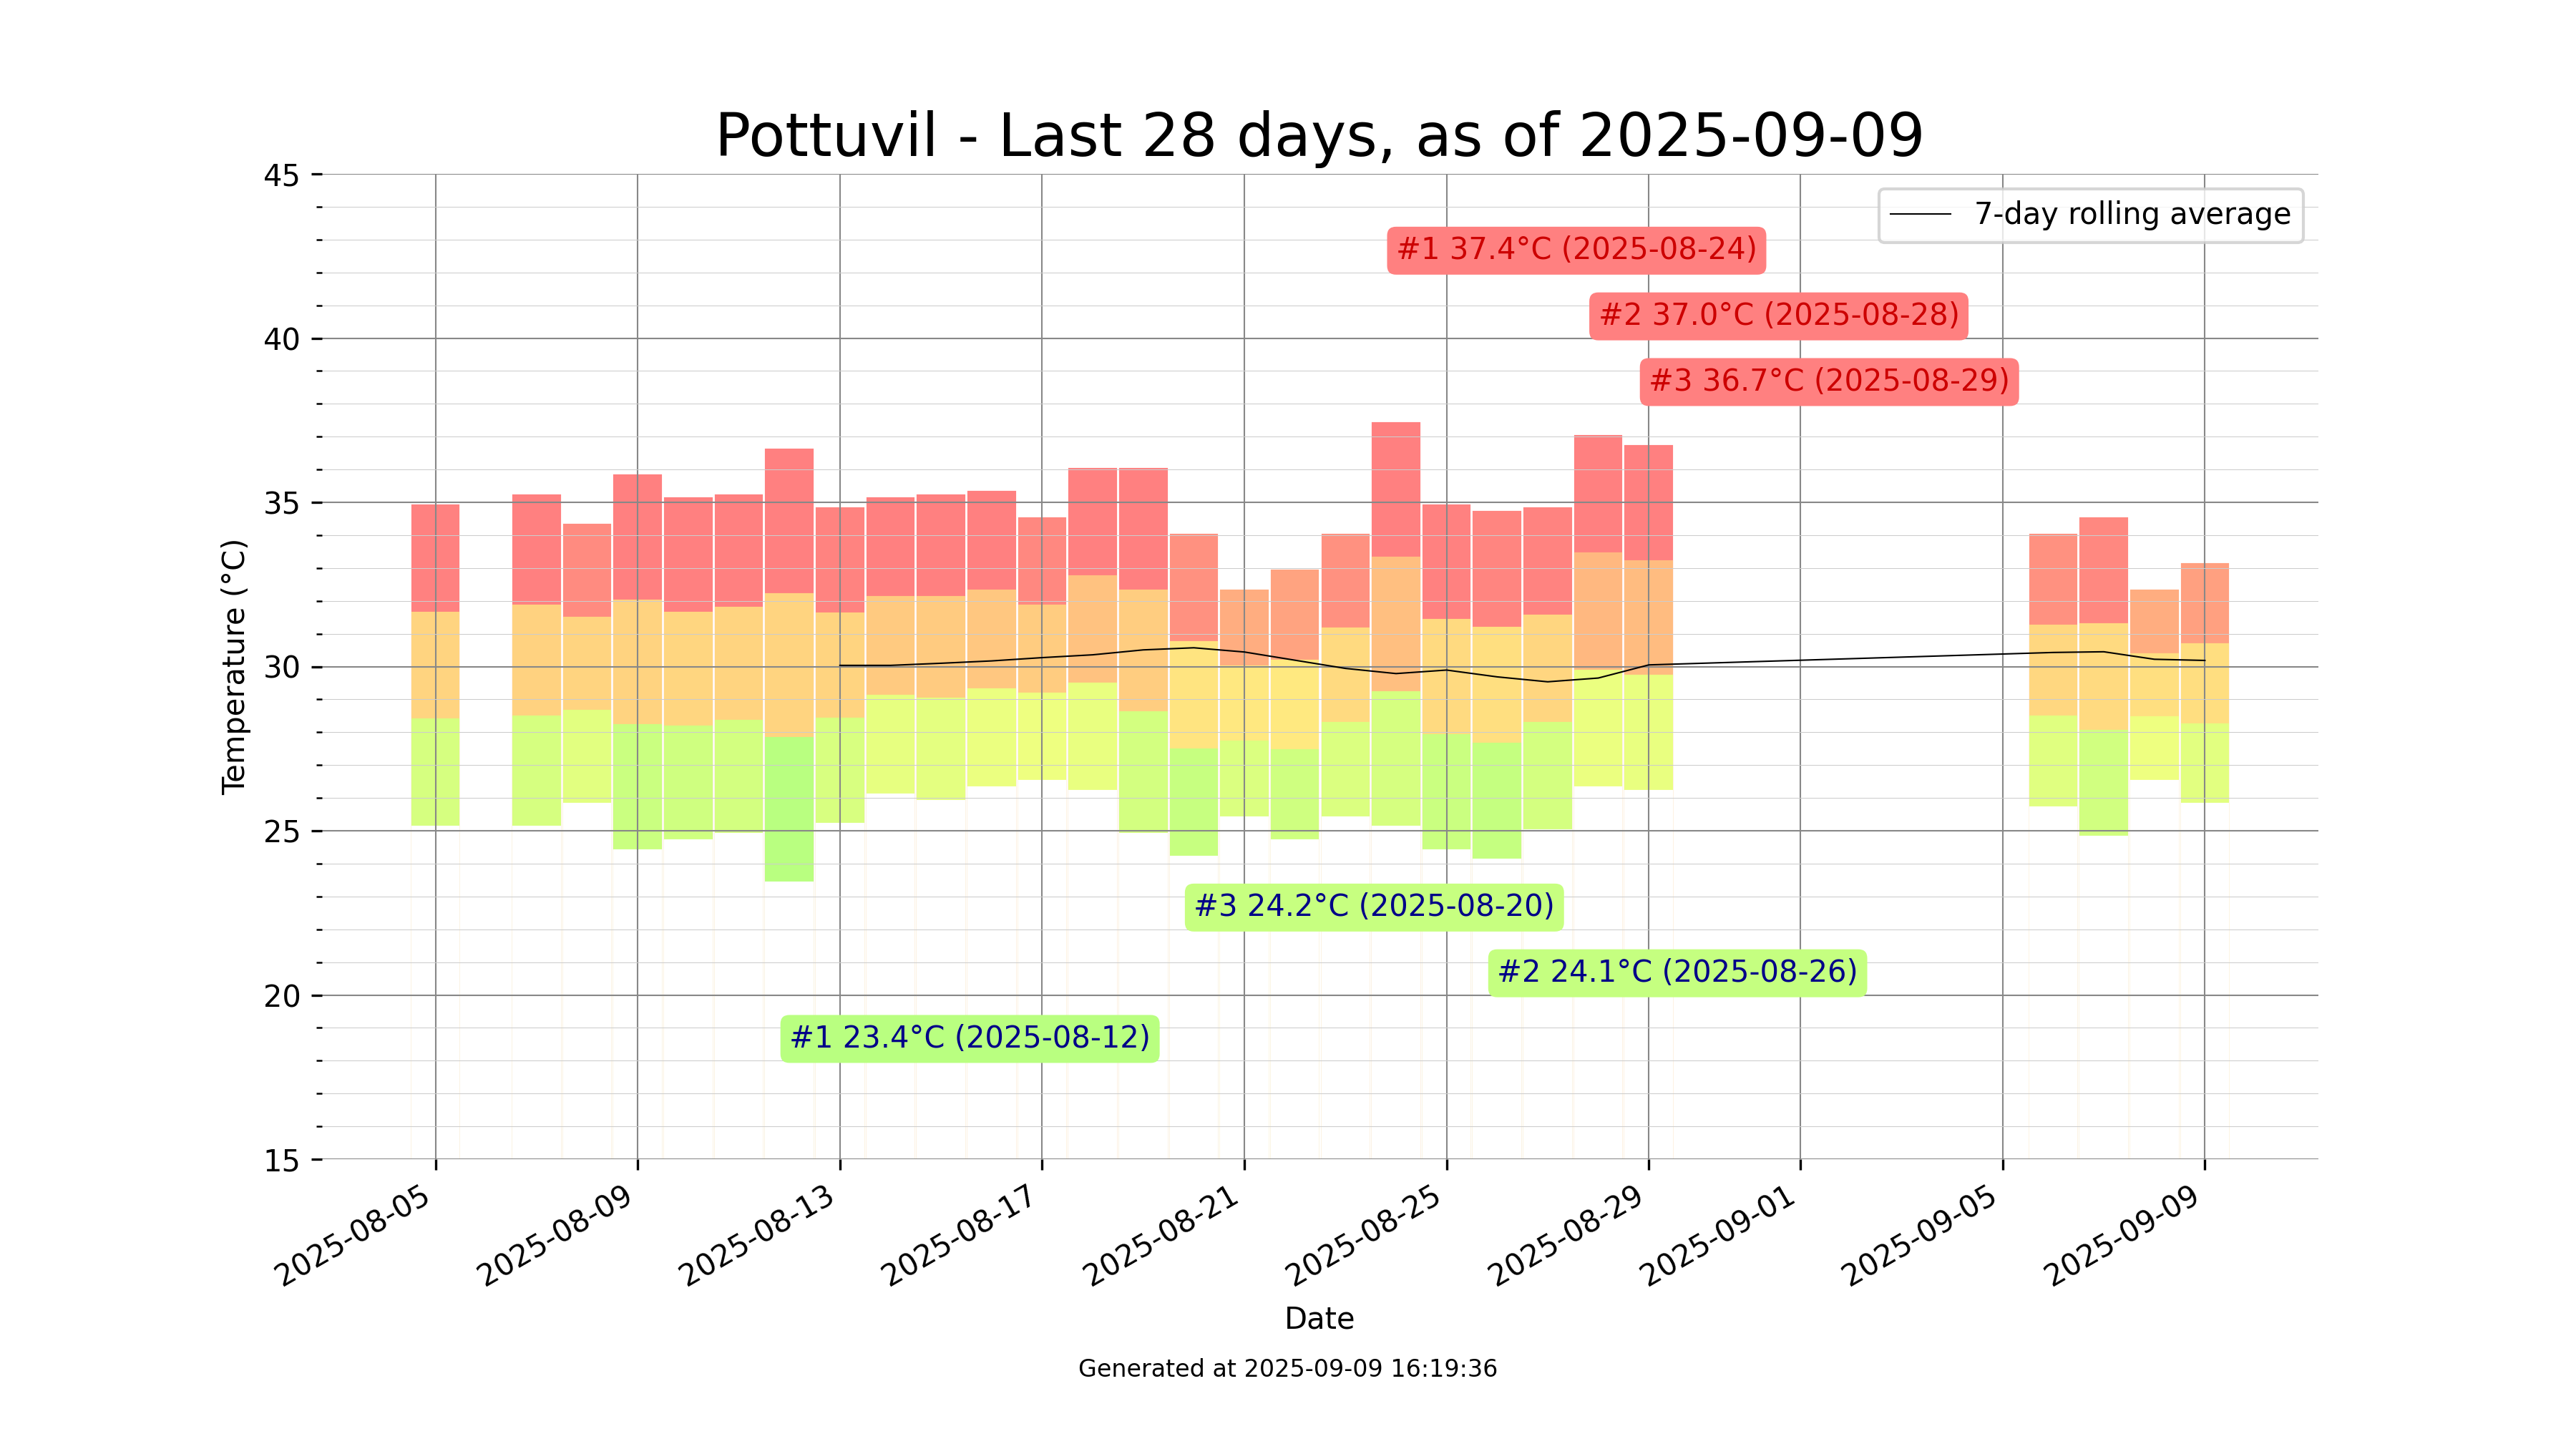 Pottuvil - Last 28 days, as of 2025-09-09
45
40
35
30
25
20
15
Temperature (°C)
7-day rolling average
#1 37.4°C (2025-08-24)
#2 37.0°C (2025-08-28)
#3 36.7°C (2025-08-29)
#3 24.2°C (2025-08-20)
#2 24.1°C (2025-08-26)
#1 23.4°C (2025-08-12)
2025-08-05
2025-08-09
2025-08-13
2025-08-17
2025-08-21
2025-08-25
2025-08-29
2025-09-01
2025-09-05
2025-09-09
Date
Generated at 2025-09-09 16:19:36